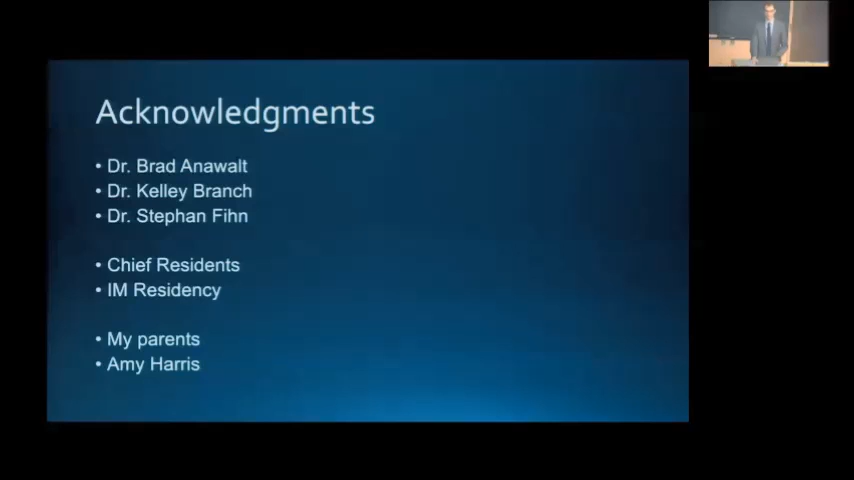 Acknowledgments
• Dr. Brad Anawalt
• Dr. Kelley Branch
• Dr. Stephan Fihn
• Chief Residents
• IM Residency
• My parents
• Amy Harris